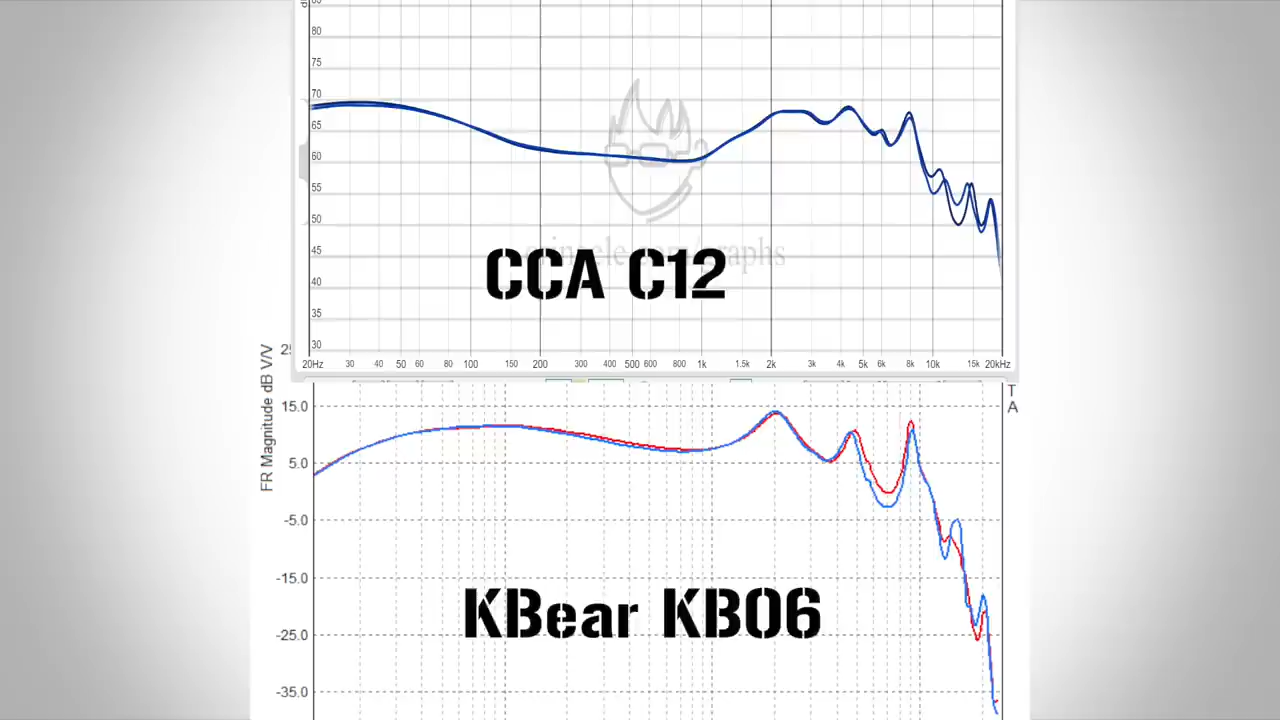 80
75
70
65
60
55
50
45
40
35
30
CCA C12
20Hz 30 40 50 60 80 100 150 200 300 400 500 600 800 1k 1.5k 2k 3k 4k 5k 6k 8k 10k 15k 20kHz
FR Magnitude dB V/V
T
A
15.0
5.0
-5.0
-15.0
-25.0
-35.0
KBear KB06